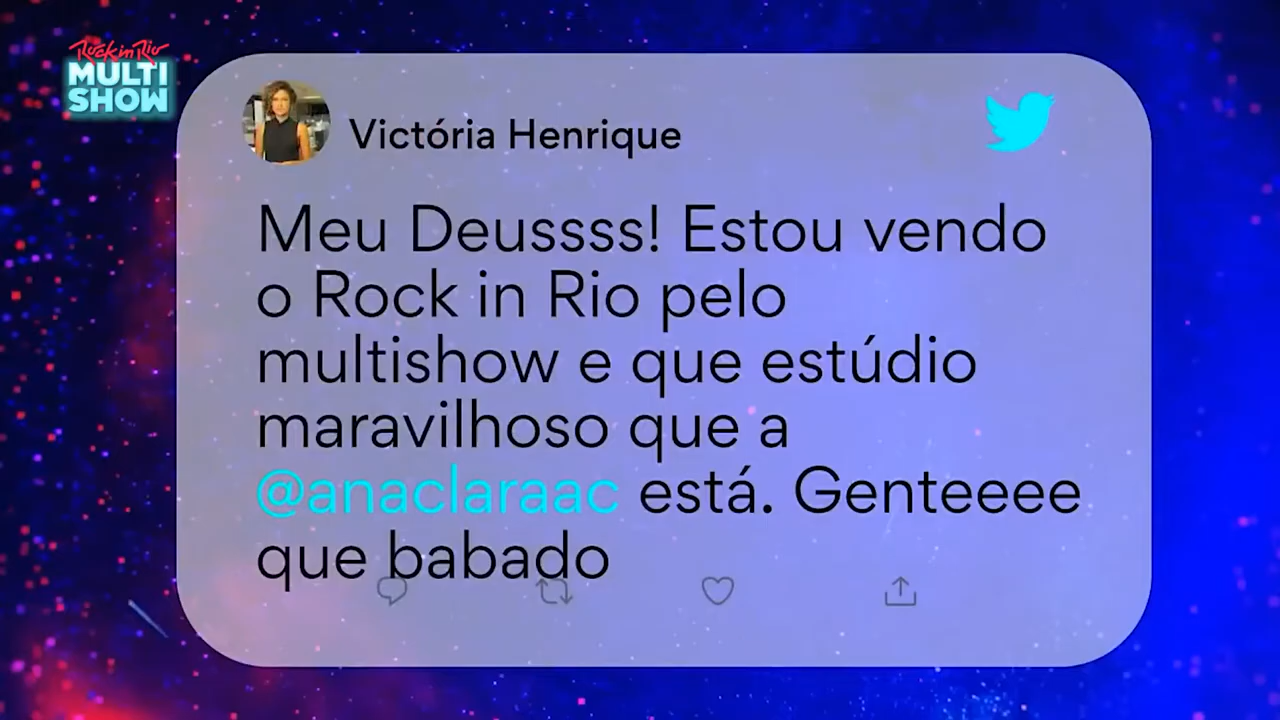 Rock in Rio
MULTI
SHOW
Victória Henrique
Meu Deussss! Estou vendo
o Rock in Rio pelo
multishow e que estúdio
maravilhoso que a
@anaclaraac está. Genteeee
que babado